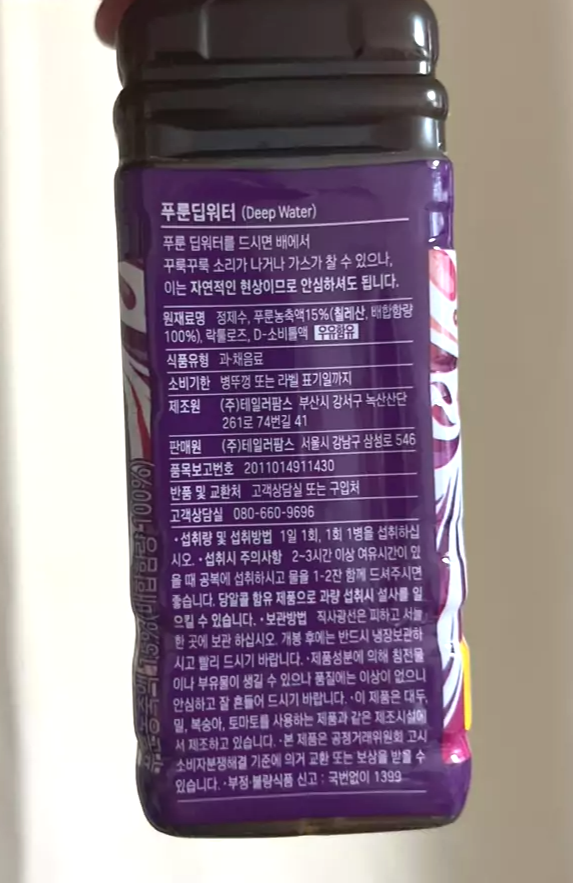 푸룬딥워터 (Deep Water)
푸룬 딥워터를 드시면 배에서
꾸룩꾸룩 소리가 나거나 가스가 찰 수 있으나,
이는 자연적인 현상이므로 안심하셔도 됩니다.
원재료명 정제수, 푸룬농축액15%(칠레산, 배합함량
100%), 락툴로즈, D-소비톨액 우유함유
식품유형 과·채음료
소비기한 병뚜껑 또는 라벨 표기일까지
제조원 (주)테일러팜스 부산시 강서구 녹산산단
261로 74번길 41
판매원 (주)테일러팜스 서울시 강남구 삼성로 546
품목보고번호 2011014911430
반품 및 교환처 고객상담실 또는 구입처
고객상담실 080-660-9696
·섭취량 및 섭취방법 1일 1회, 1회 1병을 섭취하십
시오. ·섭취시 주의사항 2~3시간 이상 여유시간이 있
을 때 공복에 섭취하시고 물을 1-2잔 함께 드셔주시면
좋습니다. 당알콜 함유 제품으로 과량 섭취시 설사를 일
으킬 수 있습니다. ·보관방법 직사광선은 피하고 서늘
한 곳에 보관 하십시오. 개봉 후에는 반드시 냉장보관하
시고 빨리 드시기 바랍니다. ·제품성분에 의해 침전물
이나 부유물이 생길 수 있으나 품질에는 이상이 없으니
안심하고 잘 흔들어 드시기 바랍니다. ·이 제품은 대두,
밀, 복숭아, 토마토를 사용하는 제품과 같은 제조시설에
서 제조하고 있습니다. ·본 제품은 공정거래위원회 고시
소비자분쟁해결 기준에 의거 교환 또는 보상을 받을 수
있습니다. ·부정·불량식품 신고 : 국번없이 1399
푸룬농축액 15%(배합함량 100%)